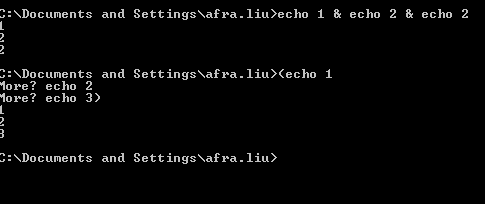 C:\Documents and Settings\afra.liu>echo 1 & echo 2 & echo 2
1
2
2
C:\Documents and Settings\afra.liu>(echo 1
More? echo 2
More? echo 3)
1
2
3
C:\Documents and Settings\afra.liu>